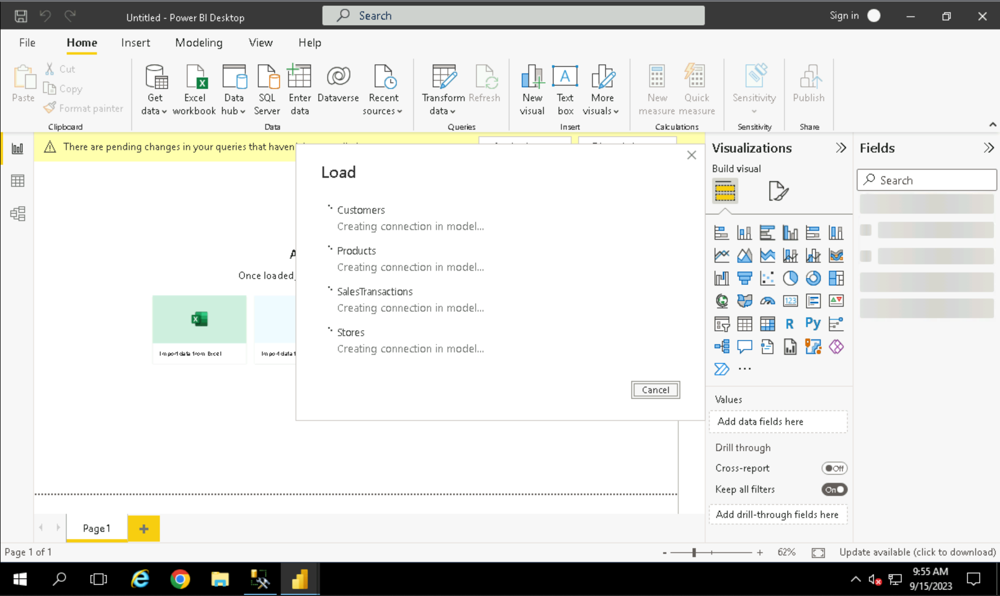 Untitled - Power BI Desktop
Search
Sign in
File
Home
Insert
Modeling
View
Help
Paste
Cut
Copy
Format painter
Clipboard
Get data
Excel workbook
Data hub
SQL Server
Enter data
Dataverse
Recent sources
Data
Transform data
Refresh
Queries
New visual
Text box
More visuals
Insert
New measure
Quick measure
Calculations
Sensitivity
Sensitivity
Publish
Share
There are pending changes in your queries that haven
Load
Customers
Creating connection in model...
Products
Creating connection in model...
SalesTransactions
Creating connection in model...
Stores
Creating connection in model...
Cancel
A
Once loaded,
Import data from Excel
Import data
Page 1
Page 1 of 1
Visualizations
Build visual
123
R
Py
Values
Add data fields here
Drill through
Cross-report
Off
Keep all filters
On
Add drill-through fields here
Fields
Search
62%
Update available (click to download)
9:55 AM
9/15/2023